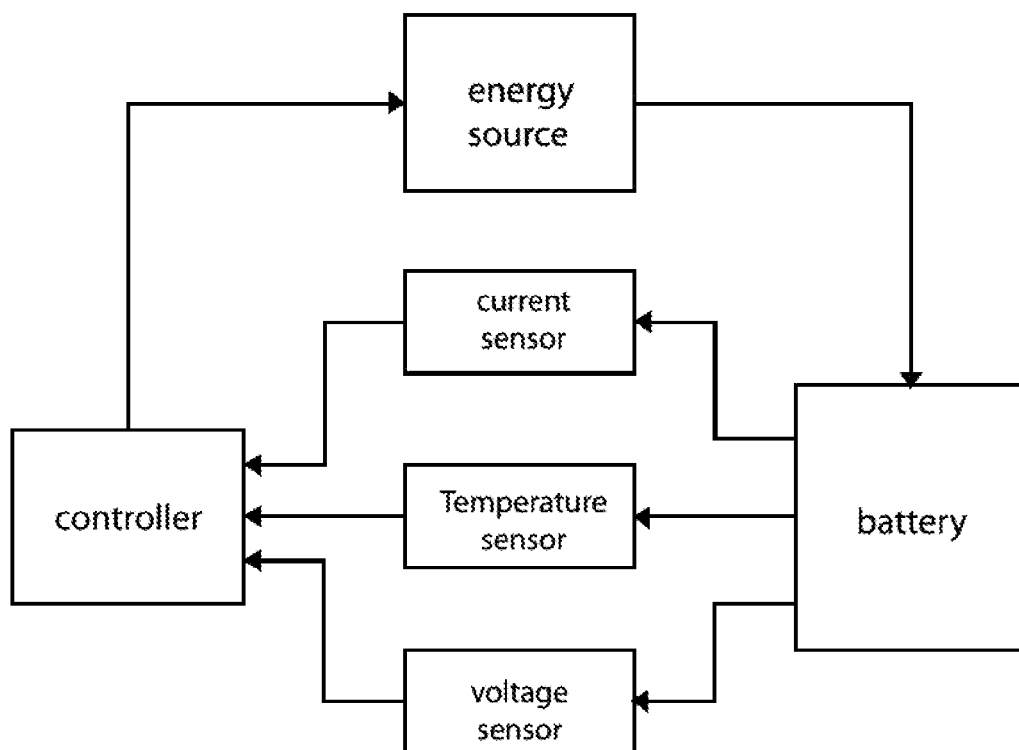 energy
source
current
sensor
controller
Temperature
sensor
battery
voltage
sensor